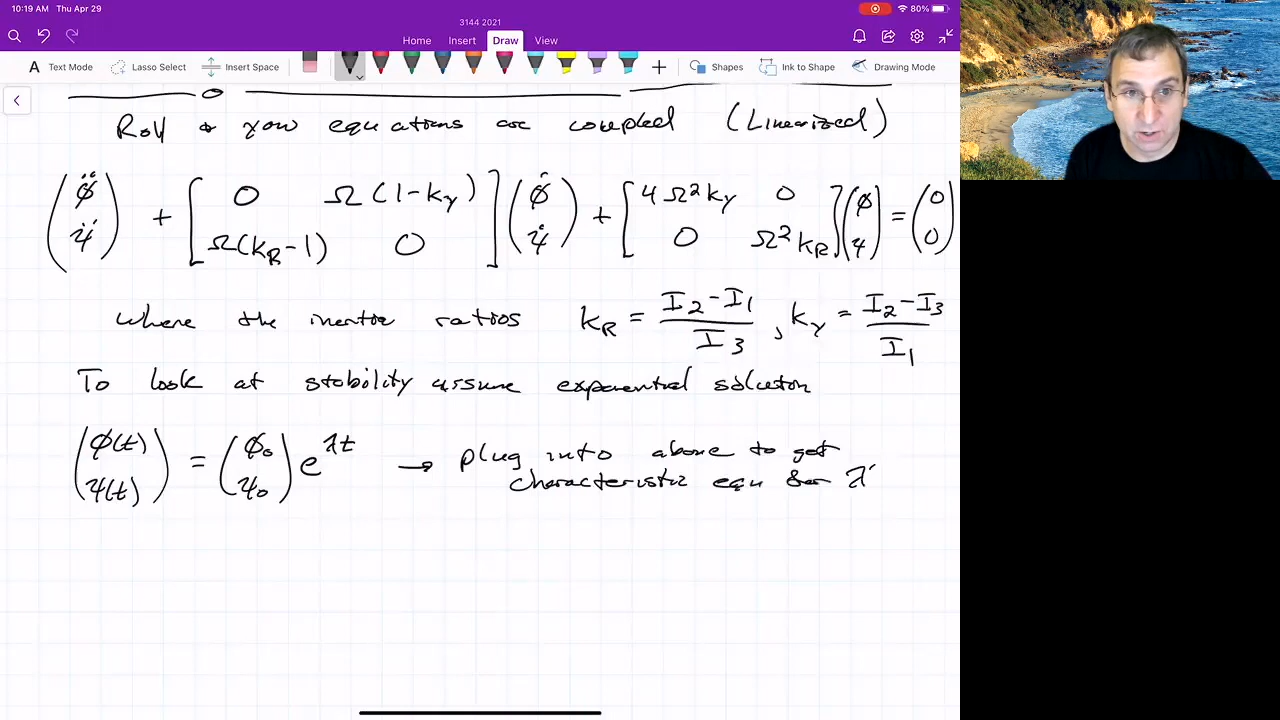 10:19 AM Thu Apr 29
80%
3144 2021
Home Insert Draw View
A Text Mode Lasso Select Insert Space Shapes Ink to Shape Drawing Mode
Roll & yaw equations are coupled (Linearized)
(φ̈ ψ̈) + [0 Ω(1-k_Y) ; Ω(k_R-1) 0] (φ̇ ψ̇) + [4Ω²k_Y 0 ; 0 Ω²k_R] (φ ψ) = (0 0)
where the inertia ratios k_R = (I₂-I₁)/I₃ , k_Y = (I₂-I₃)/I₁
To look at stability assume exponential solution
(φ(t) ψ(t)) = (φ₀ ψ₀) e^{λt} → plug into above to get
characteristic equ for λ